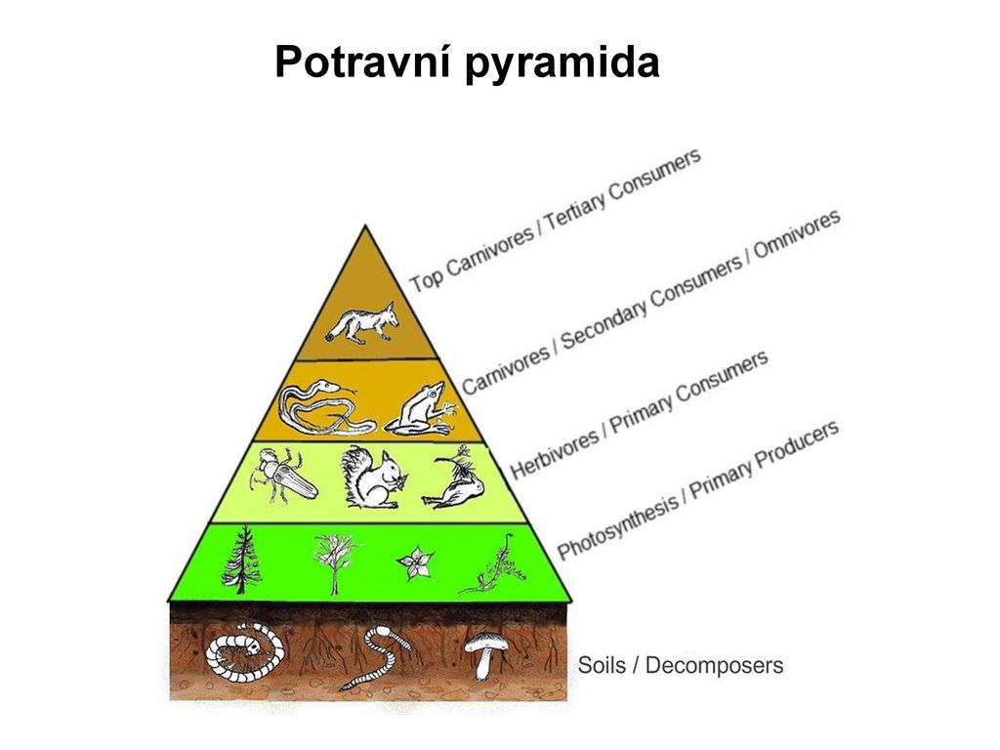 Potravní pyramida
Top Carnivores / Tertiary Consumers
Carnivores / Secondary Consumers / Omnivores
Herbivores / Primary Consumers
Photosynthesis / Primary Producers
Soils / Decomposers